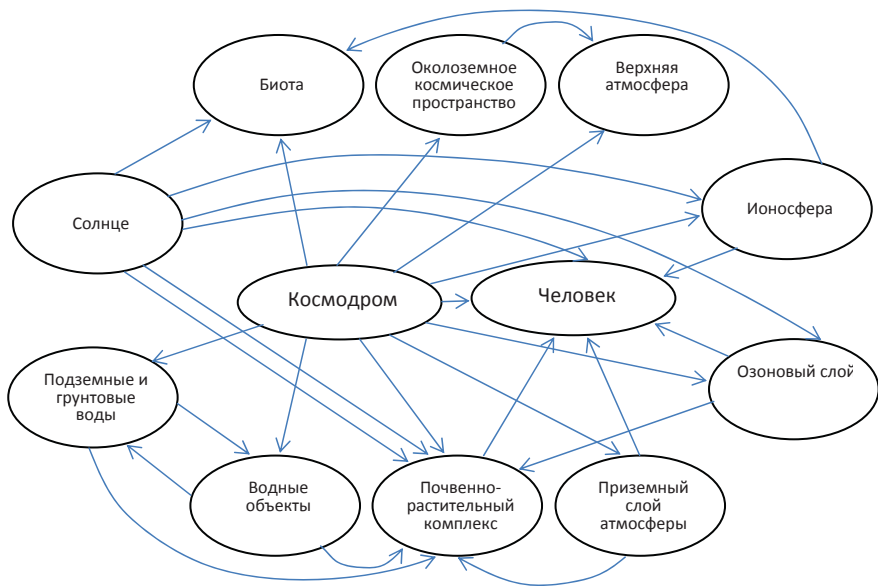 Биота
Околоземное
космическое
пространство
Верхняя
атмосфера
Солнце
Ионосфера
Космодром
Человек
Подземные и
грунтовые
воды
Озоновый слой
Водные
объекты
Почвенно-
растительный
комплекс
Приземный
слой
атмосферы